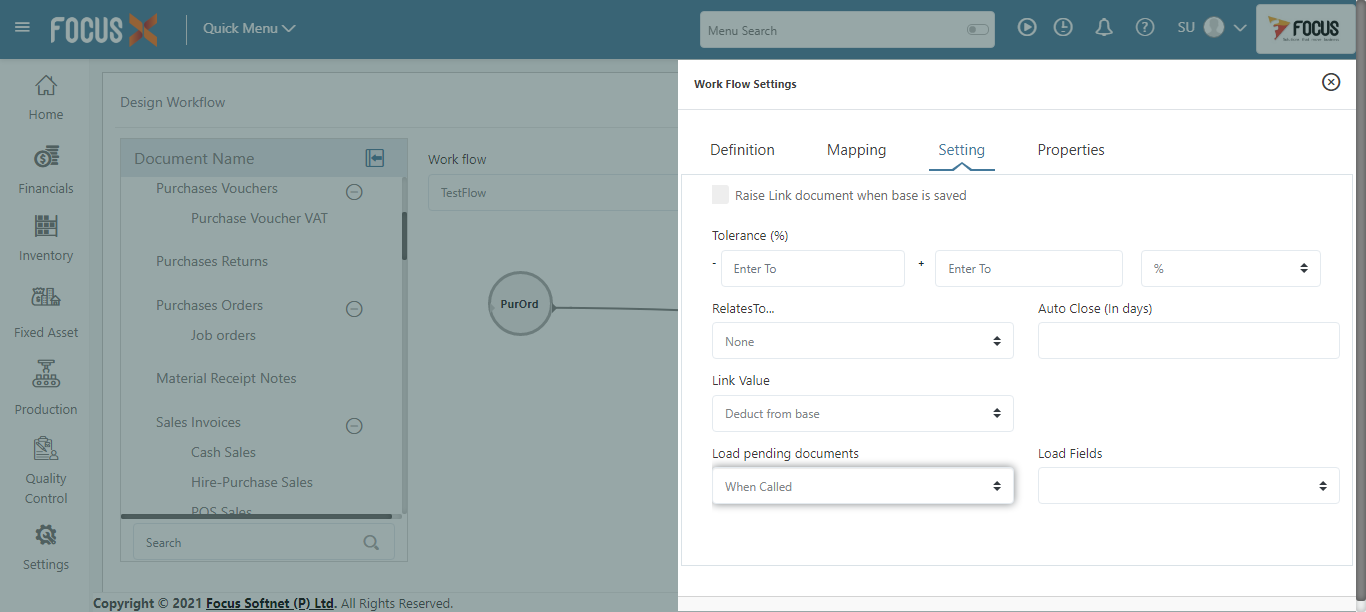 FOCUS X
Quick Menu
Menu Search
SU
FOCUS
Home
Financials
Inventory
Fixed Asset
Production
Quality
Control
Settings
Design Workflow
Document Name
Purchases Vouchers
Purchase Voucher VAT
Purchases Returns
Purchases Orders
Job orders
Material Receipt Notes
Sales Invoices
Cash Sales
Hire-Purchase Sales
POS Sales
Search
Work flow
TestFlow
PurOrd
Work Flow Settings
Definition Mapping Setting Properties
Raise Link document when base is saved
Tolerance (%)
- Enter To + Enter To %
RelatesTo... Auto Close (In days)
None
Link Value
Deduct from base
Load pending documents Load Fields
When Called
Copyright © 2021 Focus Softnet (P) Ltd. All Rights Reserved.